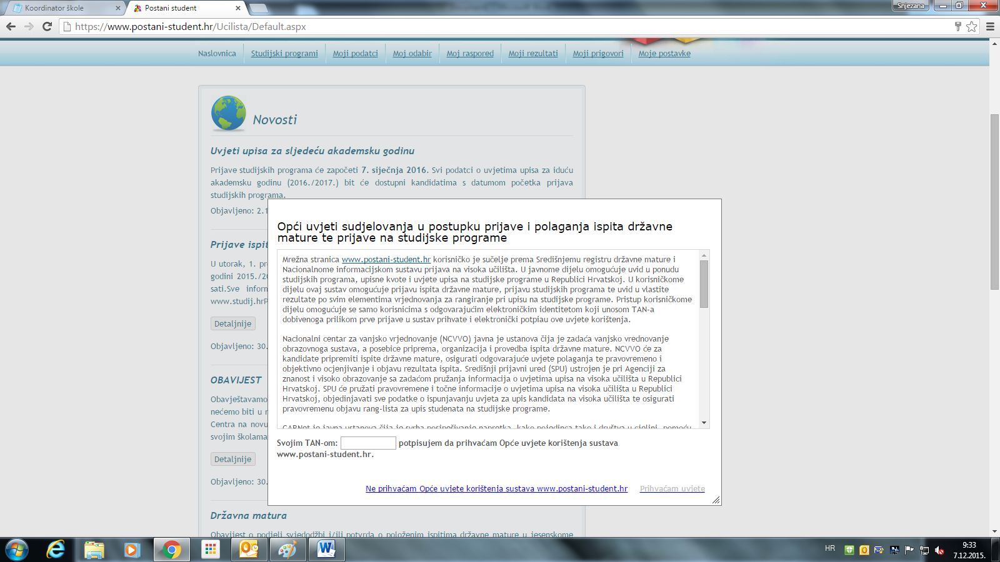 Koordinator škole
Postani student
Snjezana
https://www.postani-student.hr/Ucilista/Default.aspx
Naslovnica Studijski programi Moji podatci Moj odabir Moj raspored Moji rezultati Moji prigovori Moje postavke
Novosti
Uvjeti upisa za sljedeću akademsku godinu
Prijave studijskih programa će započeti 7. siječnja 2016. Svi podatci o uvjetima upisa za iduću
akademsku godinu (2016./2017.) bit će dostupni kandidatima s datumom početka prijava
studijskih programa.
Objavljeno: 2.1
Prijave ispit
U utorak, 1. pr
godini 2015./20
sati.Sve inform
www.studij.hrP
Detaljnije
Objavljeno: 30.
OBAVIJEST
Obavještavamo
nećemo biti u m
Centra na novu
svojim školama
Detaljnije
Objavljeno: 30.
Državna matura
Obavijest o podjeli svjedodžbi i/ili potvrda o položenim ispitima državne mature u jesenskome
Opći uvjeti sudjelovanja u postupku prijave i polaganja ispita državne
mature te prijave na studijske programe
Mrežna stranica www.postani-student.hr korisničko je sučelje prema Središnjemu registru državne mature i
Nacionalnome informacijskom sustavu prijava na visoka učilišta. U javnome dijelu omogućuje uvid u ponudu
studijskih programa, upisne kvote i uvjete upisa na studijske programe u Republici Hrvatskoj. U korisničkome
dijelu ovaj sustav omogućuje prijavu ispita državne mature, prijavu studijskih programa te uvid u vlastite
rezultate po svim elementima vrjednovanja za rangiranje pri upisu na studijske programe. Pristup korisničkome
dijelu omogućuje se samo korisnicima s odgovarajućim elektroničkim identitetom koji unosom TAN-a
dobivenoga prilikom prve prijave u sustav prihvate i elektronički potpiau ove uvjete korištenja.
Nacionalni centar za vanjsko vrjednovanje (NCVVO) javna je ustanova čija je zadaća vanjsko vrednovanje
obrazovnoga sustava, a posebice priprema, organizacija i provedba ispita državne mature. NCVVO će za
kandidate pripremiti ispite državne mature, osigurati odgovarajuće uvjete polaganja te pravovremeno i
objektivno ocjenjivanje i objavu rezultata ispita. Središnji prijavni ured (SPU) ustrojen je pri Agenciji za
znanost i visoko obrazovanje sa zadaćom pružanja informacija o uvjetima upisa na visoka učilišta u Republici
Hrvatskoj. SPU će pružati pravovremene i točne informacije o uvjetima upisa na visoka učilišta u Republici
Hrvatskoj, objedinjavati sve podatke o ispunjavanju uvjeta za upis kandidata na visoka učilišta te osigurati
pravovremenu objavu rang-lista za upis studenata na studijske programe.
CARNet je javna ustanova čija je svrha pospješivanje napretka, kako pojedinca tako i društva u cjelini, pomoću
Svojim TAN-om: potpisujem da prihvaćam Opće uvjete korištenja sustava
www.postani-student.hr.
Ne prihvaćam Opće uvjete korištenja sustava www.postani-student.hr Prihvaćam uvjete
HR
9:33
7.12.2015.